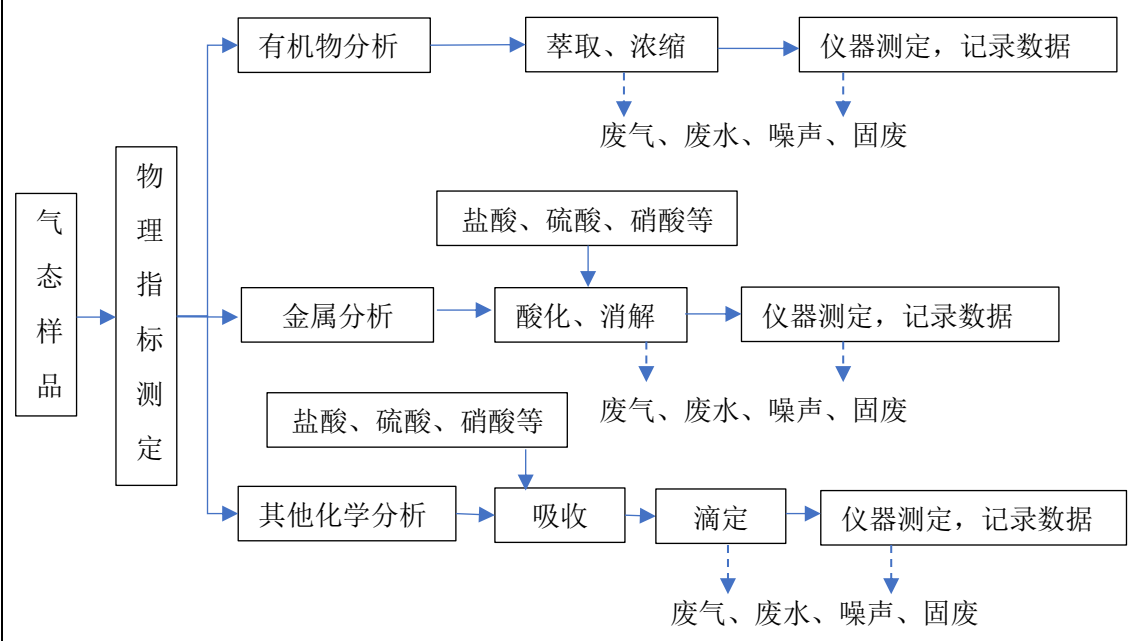 气态样品
物理指标测定
有机物分析
萃取、浓缩
仪器测定，记录数据
废气、废水、噪声、固废
盐酸、硫酸、硝酸等
金属分析
酸化、消解
仪器测定，记录数据
废气、废水、噪声、固废
盐酸、硫酸、硝酸等
其他化学分析
吸收
滴定
仪器测定，记录数据
废气、废水、噪声、固废